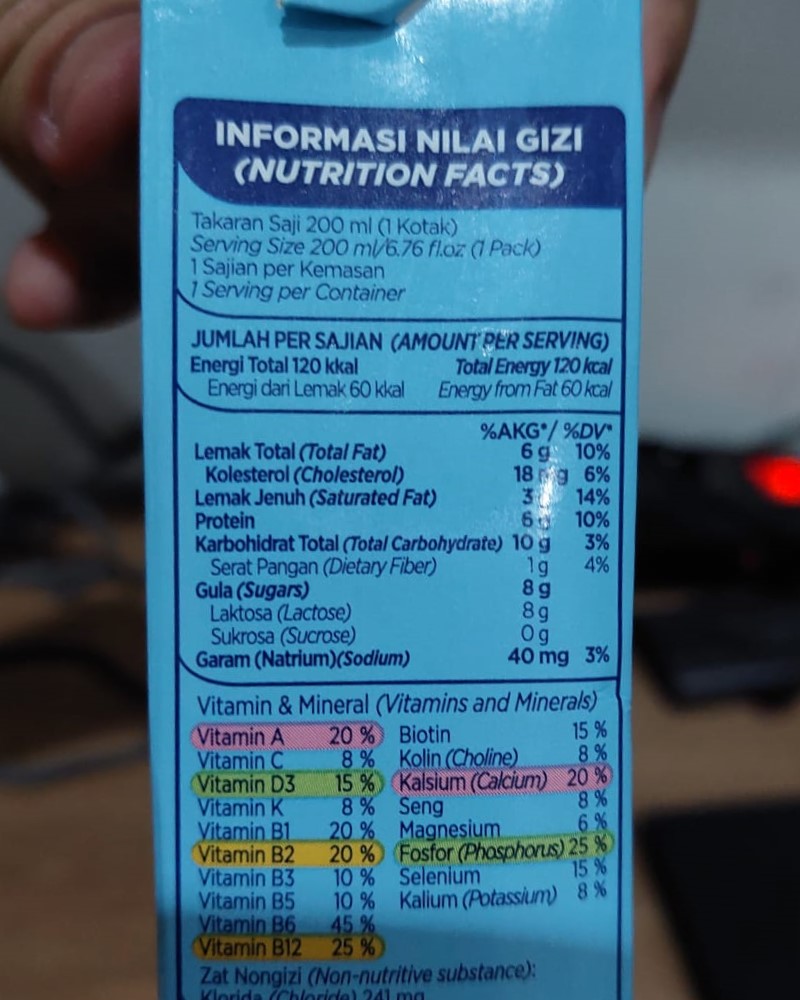 INFORMASI NILAI GIZI
(NUTRITION FACTS)
Takaran Saji 200 ml (1 Kotak)
Serving Size 200 ml/6.76 fl.oz (1 Pack)
1 Sajian per Kemasan
1 Serving per Container
JUMLAH PER SAJIAN (AMOUNT PER SERVING)
Energi Total 120 kkal Total Energy 120 kcal
Energi dari Lemak 60 kkal Energy from Fat 60 kcal
%AKG*/ %DV*
Lemak Total (Total Fat) 6 g 10%
Kolesterol (Cholesterol) 18 6%
Lemak Jenuh (Saturated Fat) 3 14%
Protein 6 10%
Karbohidrat Total (Total Carbohydrate) 10 g 3%
Serat Pangan (Dietary Fiber) 1 g 4%
Gula (Sugars) 8 g
Laktosa (Lactose) 8 g
Sukrosa (Sucrose) 0 g
Garam (Natrium)(Sodium) 40 mg 3%
Vitamin & Mineral (Vitamins and Minerals)
Vitamin A 20 % Biotin 15 %
Vitamin C 8 % Kolin (Choline) 8 %
Vitamin D3 15 % Kalsium (Calcium) 20 %
Vitamin K 8 % Seng 8 %
Vitamin B1 20 % Magnesium 6 %
Vitamin B2 20 % Fosfor (Phosphorus) 25 %
Vitamin B3 10 % Selenium 15 %
Vitamin B5 10 % Kalium (Potassium) 8 %
Vitamin B6 45 %
Vitamin B12 25 %
Zat Nongizi (Non-nutritive substance):
Klorida (Chloride) 241 mg